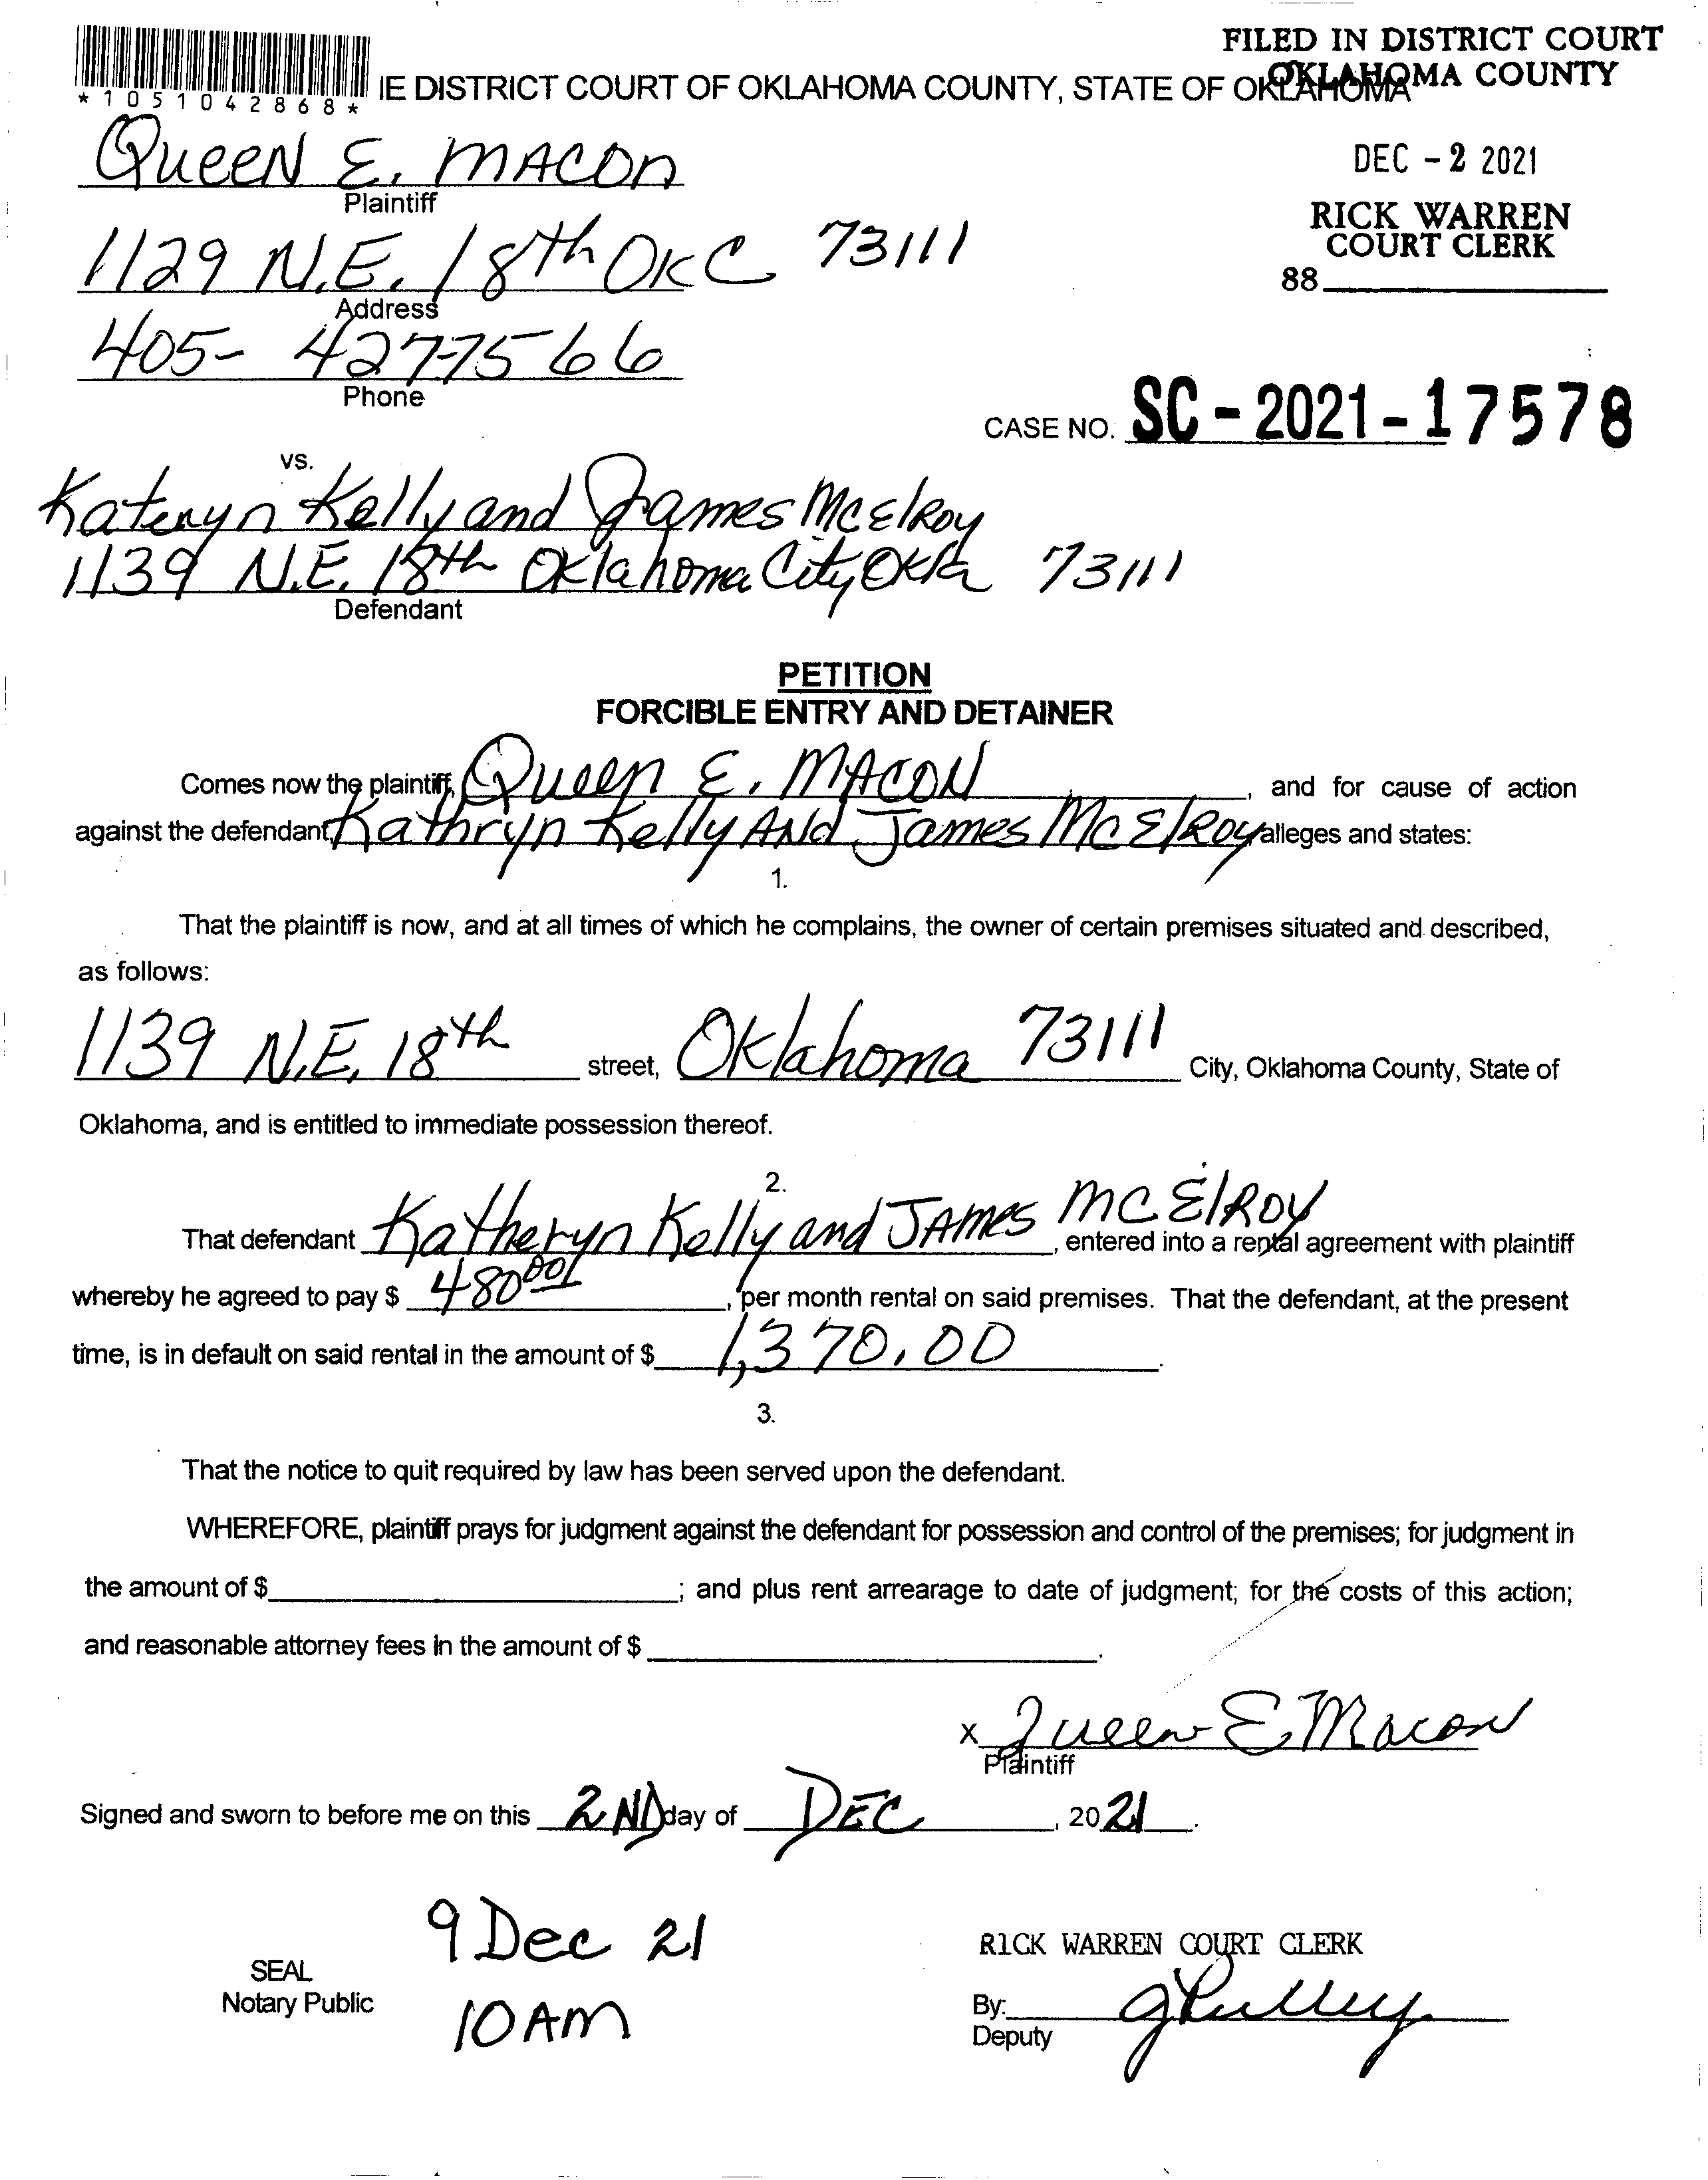 FILED IN DISTRICT COURT
OKLAHOMA COUNTY
*1051042868*
IE DISTRICT COURT OF OKLAHOMA COUNTY, STATE OF OKLAHOMA
DEC - 2 2021
RICK WARREN
COURT CLERK
88
QueeN E. MACON
Plaintiff
1129 N.E. 18th OKC 73111
Address
405- 427-7566
Phone
CASE NO. SC - 2021 - 17578
vs.
Kateryn Kelly and James McElRoy
1139 N.E. 18th Oklahoma City Okla 73111
Defendant
PETITION
FORCIBLE ENTRY AND DETAINER
Comes now the plaintiff, Queen E. MACON, and for cause of action
against the defendant, Kathryn Kelly ANd James McElRoy alleges and states:
1.
That the plaintiff is now, and at all times of which he complains, the owner of certain premises situated and described,
as follows:
1139 N.E. 18th street, Oklahoma 73111 City, Oklahoma County, State of
Oklahoma, and is entitled to immediate possession thereof.
2.
That defendant Katheryn Kelly and JAmes McElRoy, entered into a rental agreement with plaintiff
whereby he agreed to pay $ 480.00, per month rental on said premises. That the defendant, at the present
time, is in default on said rental in the amount of $ 1,370.00.
3.
That the notice to quit required by law has been served upon the defendant.
WHEREFORE, plaintiff prays for judgment against the defendant for possession and control of the premises; for judgment in
the amount of $ ; and plus rent arrearage to date of judgment; for the costs of this action;
and reasonable attorney fees in the amount of $ .
x Queen E. Macon
Plaintiff
Signed and sworn to before me on this 2ND day of DEC, 2021.
9 Dec 21
10 AM
SEAL
Notary Public
RICK WARREN COURT CLERK
By:
Deputy